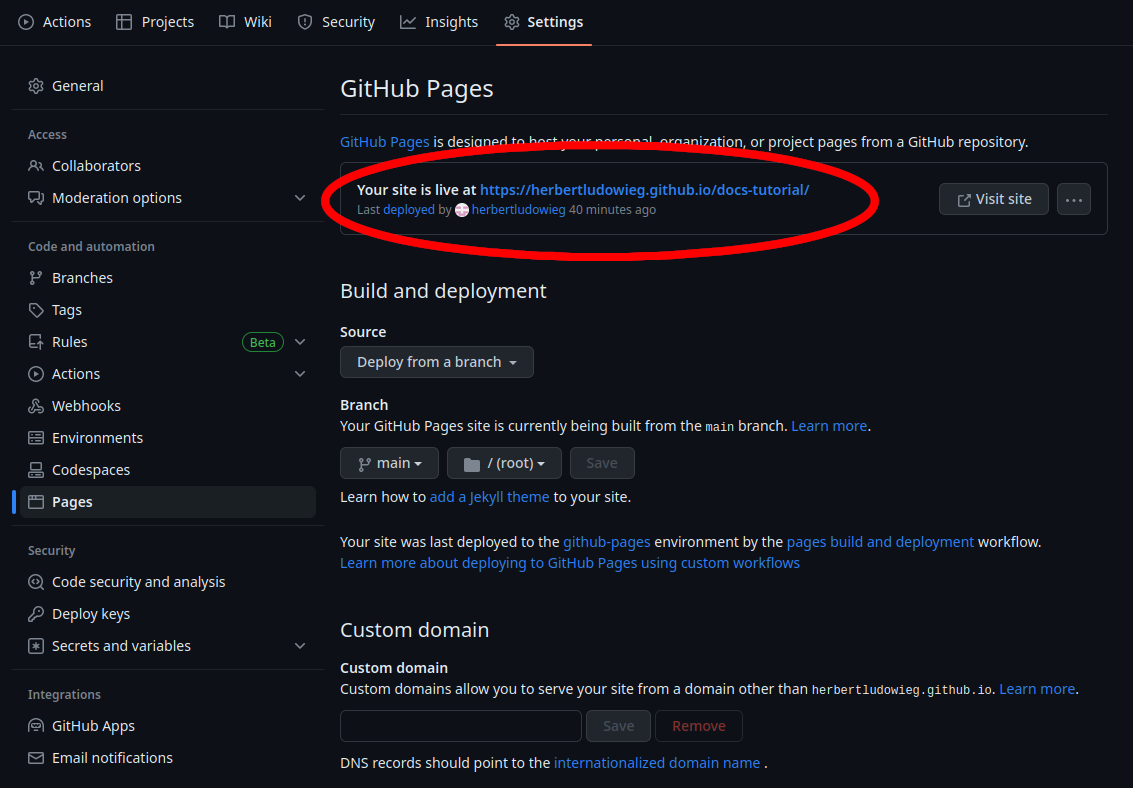 Actions Projects Wiki Security Insights Settings
General
Access
Collaborators
Moderation options
Code and automation
Branches
Tags
Rules Beta
Actions
Webhooks
Environments
Codespaces
Pages
Security
Code security and analysis
Deploy keys
Secrets and variables
Integrations
GitHub Apps
Email notifications
GitHub Pages
GitHub Pages is designed to host your personal, organization, or project pages from a GitHub repository.
Your site is live at https://herbertludowieg.github.io/docs-tutorial/
Last deployed by herbertludowieg 40 minutes ago
Visit site
Build and deployment
Source
Deploy from a branch
Branch
Your GitHub Pages site is currently being built from the main branch. Learn more.
main / (root) Save
Learn how to add a Jekyll theme to your site.
Your site was last deployed to the github-pages environment by the pages build and deployment workflow.
Learn more about deploying to GitHub Pages using custom workflows
Custom domain
Custom domain
Custom domains allow you to serve your site from a domain other than herbertludowieg.github.io. Learn more.
Save Remove
DNS records should point to the internationalized domain name .